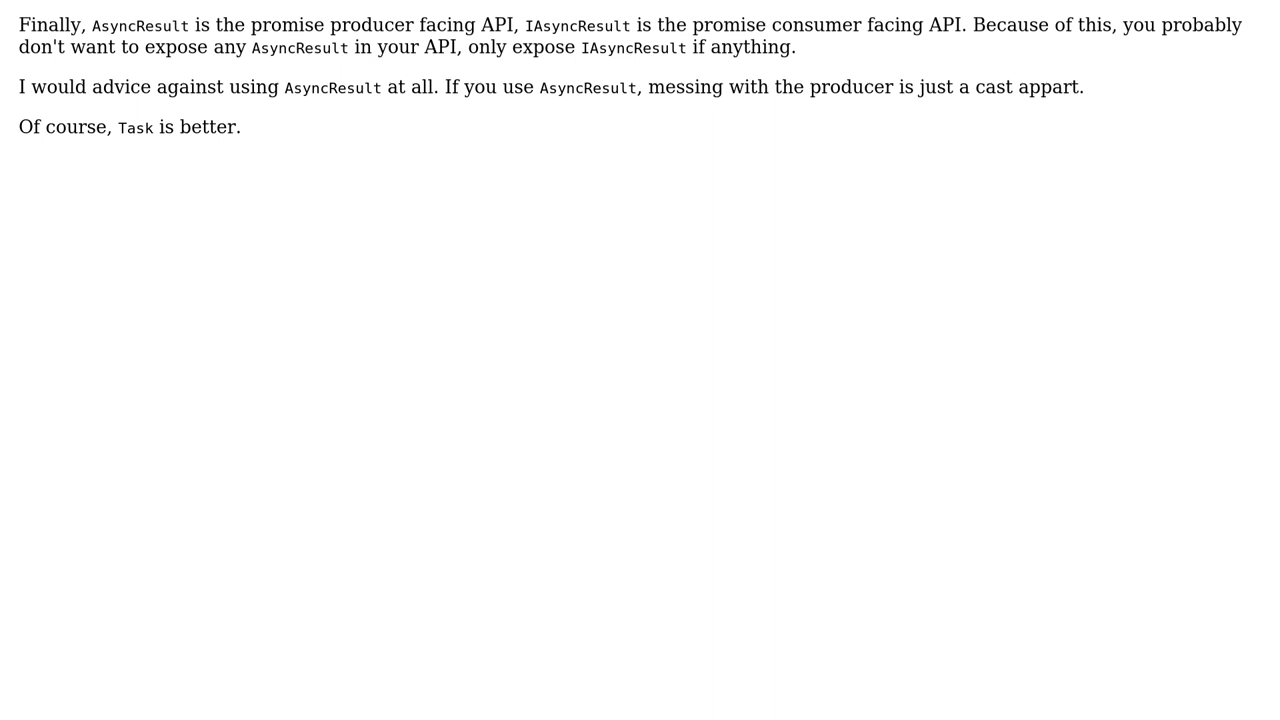 Finally, AsyncResult is the promise producer facing API, IAsyncResult is the promise consumer facing API. Because of this, you probably
don't want to expose any AsyncResult in your API, only expose IAsyncResult if anything.
I would advice against using AsyncResult at all. If you use AsyncResult, messing with the producer is just a cast appart.
Of course, Task is better.